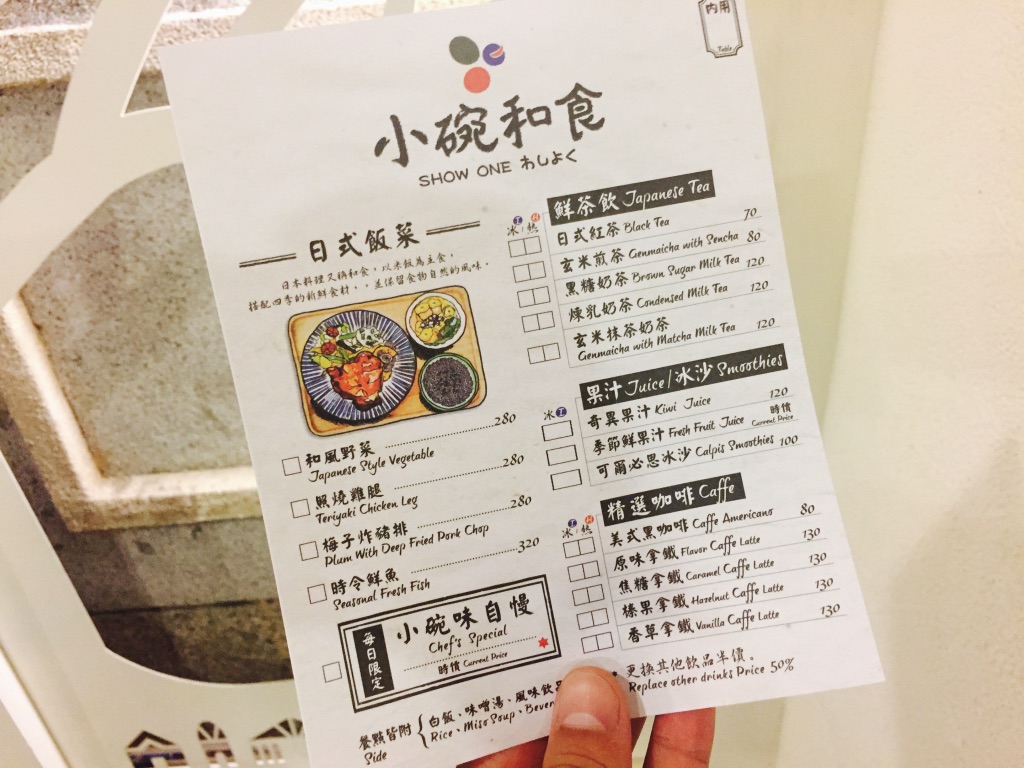 内用
Table
小碗和食
SHOW ONE わしょく
日式飯菜
日本料理又稱和食，以米飯為主食，
搭配四季的新鮮食材，並保留食物自然的風味。
和風野菜 280
Japanese Style Vegetable
照燒雞腿 280
Teriyaki Chicken Leg
梅子炸豬排 280
Plum With Deep Fried Pork Chop
時令鮮魚 320
Seasonal Fresh Fish
每日限定
小碗味自慢
Chef's Special
時價 Current Price
餐點皆附 白飯、味噌湯、風味飲品
Side Rice、Miso Soup、Bever
鮮茶飲 Japanese Tea
冰/熱
日式紅茶 Black Tea 70
玄米煎茶 Genmaicha with Sencha 80
黑糖奶茶 Brown Sugar Milk Tea 120
煉乳奶茶 Condensed Milk Tea 120
玄米抹茶奶茶 120
Genmaicha with Matcha Milk Tea
果汁 Juice/冰沙 Smoothies
冰
奇異果汁 Kiwi Juice 120
季節鮮果汁 Fresh Fruit Juice 時價 Current Price
可爾必思冰沙 Calpis Smoothies 100
精選咖啡 Caffe
冰/熱
美式黑咖啡 Caffe Americano 80
原味拿鐵 Flavor Caffe Latte 130
焦糖拿鐵 Caramel Caffe Latte 130
榛果拿鐵 Hazelnut Caffe Latte 130
香草拿鐵 Vanilla Caffe Latte 130
更換其他飲品半價。
Replace other drinks Price 50%